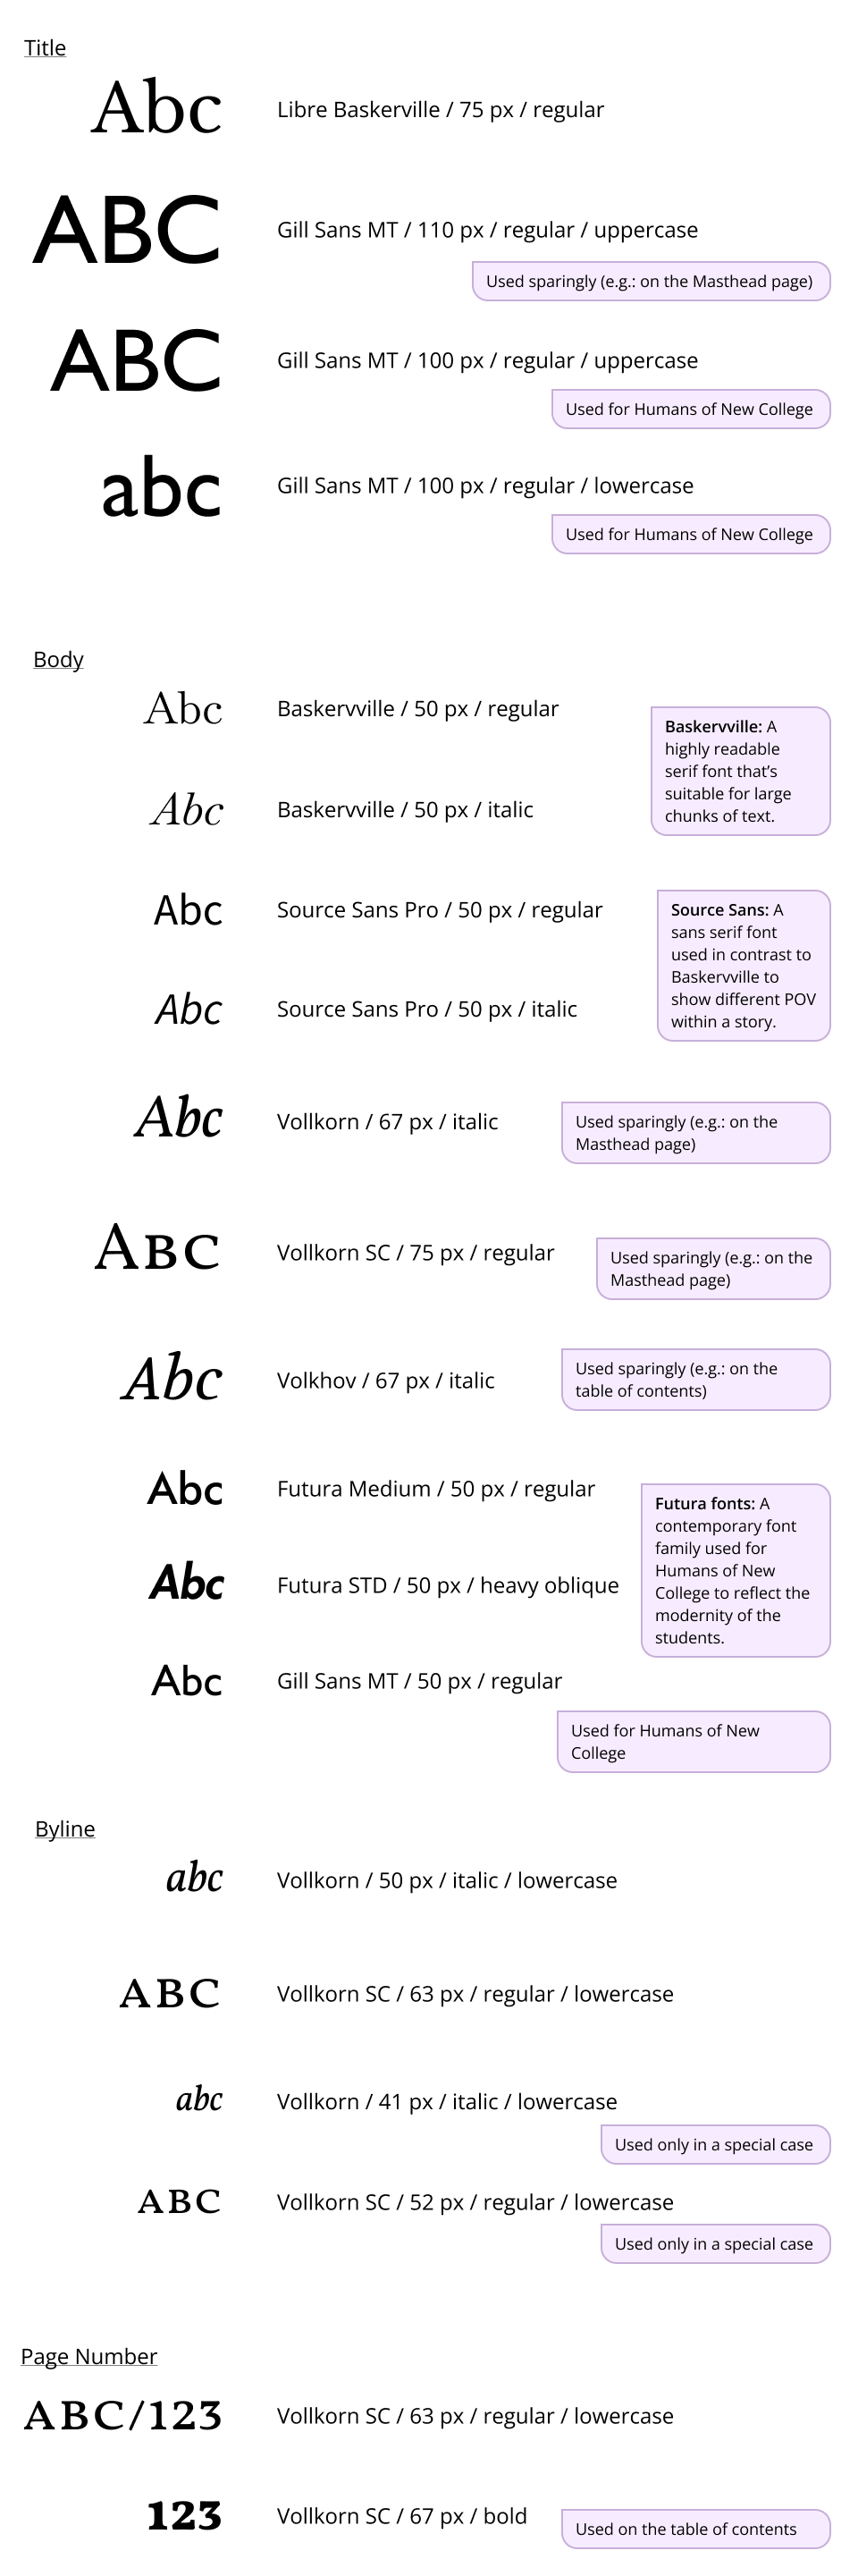 Title
Abc
Libre Baskerville / 75 px / regular
ABC
Gill Sans MT / 110 px / regular / uppercase
Used sparingly (e.g.: on the Masthead page)
ABC
Gill Sans MT / 100 px / regular / uppercase
Used for Humans of New College
abc
Gill Sans MT / 100 px / regular / lowercase
Used for Humans of New College
Body
Abc
Baskervville / 50 px / regular
Baskervville: A
highly readable
serif font that's
suitable for large
chunks of text.
Abc
Baskervville / 50 px / italic
Abc
Source Sans Pro / 50 px / regular
Source Sans: A
sans serif font
used in contrast to
Baskervville to
show different POV
within a story.
Abc
Source Sans Pro / 50 px / italic
Abc
Vollkorn / 67 px / italic
Used sparingly (e.g.: on the
Masthead page)
ABC
Vollkorn SC / 75 px / regular
Used sparingly (e.g.: on the
Masthead page)
Abc
Volkhov / 67 px / italic
Used sparingly (e.g.: on the
table of contents)
Abc
Futura Medium / 50 px / regular
Futura fonts: A
contemporary font
family used for
Humans of New
College to reflect the
modernity of the
students.
Abc
Futura STD / 50 px / heavy oblique
Abc
Gill Sans MT / 50 px / regular
Used for Humans of New
College
Byline
abc
Vollkorn / 50 px / italic / lowercase
ABC
Vollkorn SC / 63 px / regular / lowercase
abc
Vollkorn / 41 px / italic / lowercase
Used only in a special case
ABC
Vollkorn SC / 52 px / regular / lowercase
Used only in a special case
Page Number
ABC/123
Vollkorn SC / 63 px / regular / lowercase
123
Vollkorn SC / 67 px / bold
Used on the table of contents